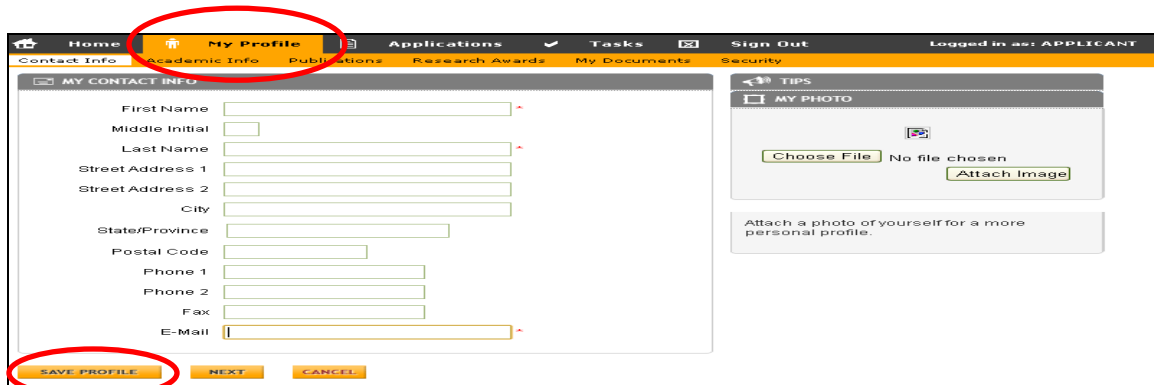 Home My Profile Applications Tasks Sign Out Logged in as: APPLICANT
Contact Info Academic Info Publications Research Awards My Documents Security
MY CONTACT INFO
First Name *
Middle Initial
Last Name *
Street Address 1
Street Address 2
City
State/Province
Postal Code
Phone 1
Phone 2
Fax
E-Mail *
SAVE PROFILE NEXT CANCEL
TIPS
MY PHOTO
Choose File No file chosen
Attach Image
Attach a photo of yourself for a more
personal profile.